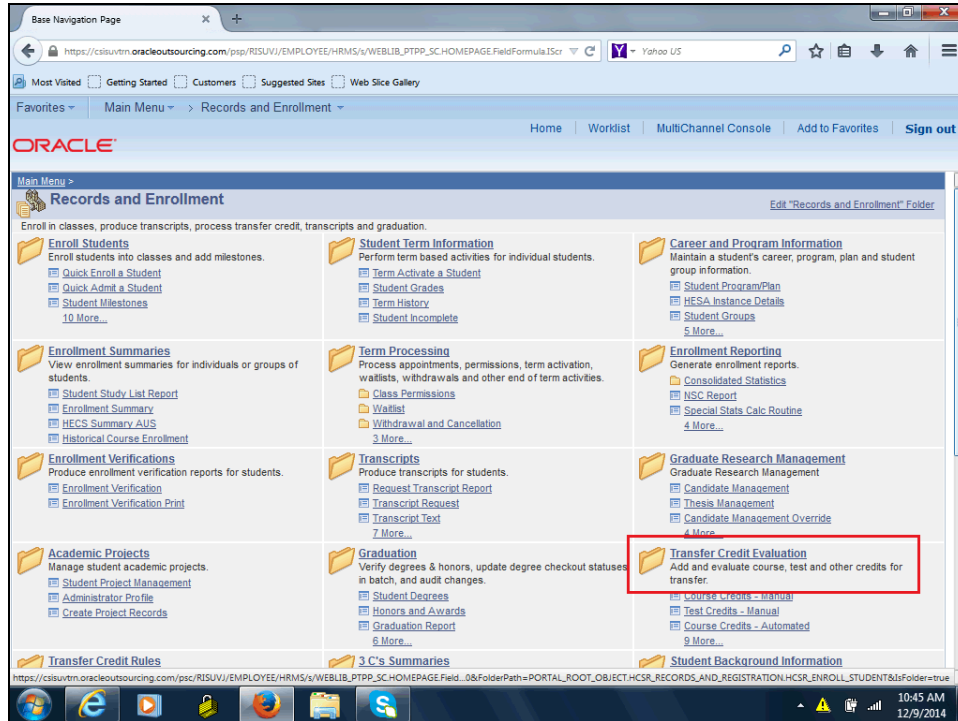 Base Navigation Page
https://csisuvtrn.oracleoutsourcing.com/psp/RISUVJ/EMPLOYEE/HRMS/s/WEBLIB_PTPP_SC.HOMEPAGE.FieldFormula.IScr
Yahoo US
Most Visited Getting Started Customers Suggested Sites Web Slice Gallery
Favorites Main Menu > Records and Enrollment
Home Worklist MultiChannel Console Add to Favorites Sign out
ORACLE
Main Menu >
Records and Enrollment
Edit "Records and Enrollment" Folder
Enroll in classes, produce transcripts, process transfer credit, transcripts and graduation.
Enroll Students
Enroll students into classes and add milestones.
Quick Enroll a Student
Quick Admit a Student
Student Milestones
10 More...
Student Term Information
Perform term based activities for individual students.
Term Activate a Student
Student Grades
Term History
Student Incomplete
Career and Program Information
Maintain a student's career, program, plan and student
group information.
Student Program/Plan
HESA Instance Details
Student Groups
5 More...
Enrollment Summaries
View enrollment summaries for individuals or groups of
students.
Student Study List Report
Enrollment Summary
HECS Summary AUS
Historical Course Enrollment
Term Processing
Process appointments, permissions, term activation,
waitlists, withdrawals and other end of term activities.
Class Permissions
Waitlist
Withdrawal and Cancellation
3 More...
Enrollment Reporting
Generate enrollment reports.
Consolidated Statistics
NSC Report
Special Stats Calc Routine
4 More...
Enrollment Verifications
Produce enrollment verification reports for students.
Enrollment Verification
Enrollment Verification Print
Transcripts
Produce transcripts for students.
Request Transcript Report
Transcript Request
Transcript Text
7 More...
Graduate Research Management
Graduate Research Management
Candidate Management
Thesis Management
Candidate Management Override
4 More...
Academic Projects
Manage student academic projects.
Student Project Management
Administrator Profile
Create Project Records
Graduation
Verify degrees & honors, update degree checkout statuses
in batch, and audit changes.
Student Degrees
Honors and Awards
Graduation Report
6 More...
Transfer Credit Evaluation
Add and evaluate course, test and other credits for
transfer.
Course Credits - Manual
Test Credits - Manual
Course Credits - Automated
9 More...
Transfer Credit Rules
3 C's Summaries
Student Background Information
https://csisuvtrn.oracleoutsourcing.com/psc/RISUVJ/EMPLOYEE/HRMS/s/WEBLIB_PTPP_SC.HOMEPAGE.Field...0&FolderPath=PORTAL_ROOT_OBJECT.HCSR_RECORDS_AND_REGISTRATION.HCSR_ENROLL_STUDENT&IsFolder=true
10:45 AM
12/9/2014